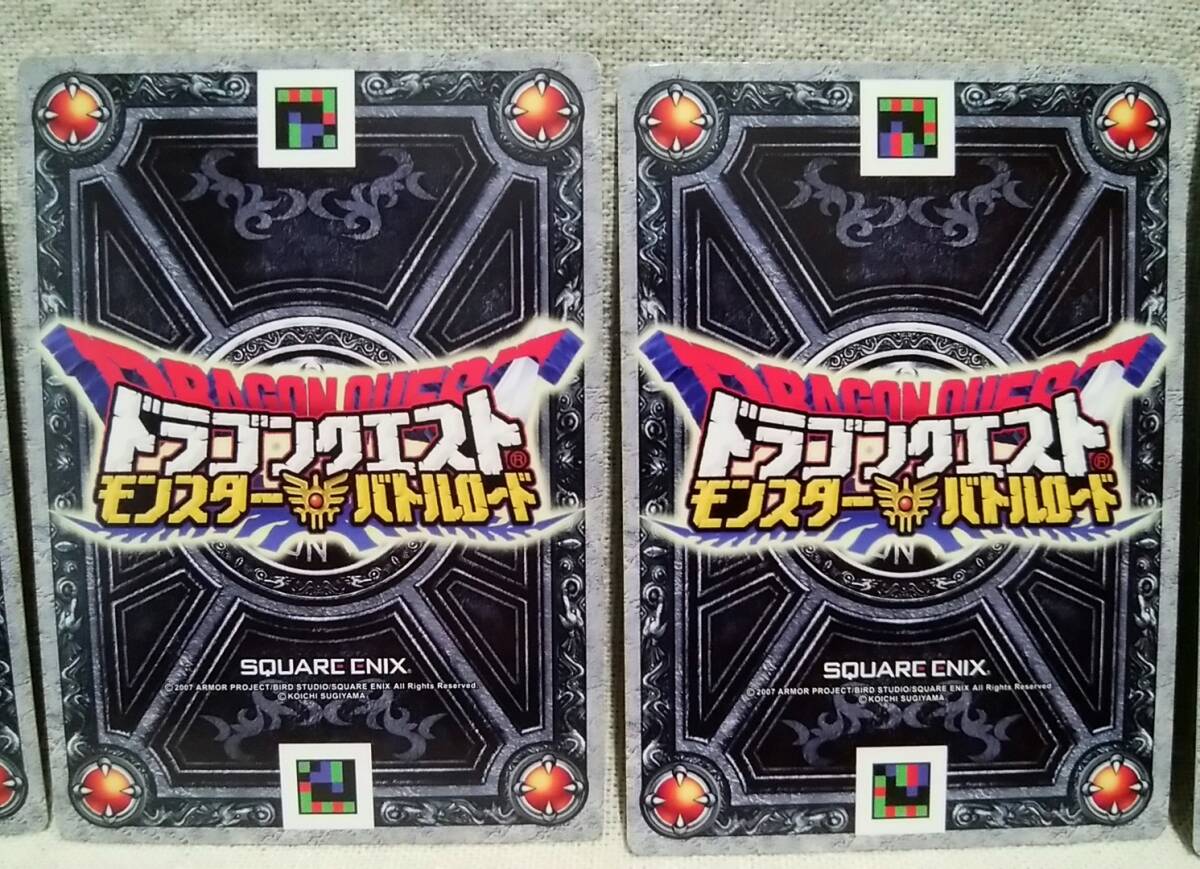 DRAGON QUEST
ドラゴンクエスト®
モンスター バトルロード
SQUARE ENIX®
©2007 ARMOR PROJECT/BIRD STUDIO/SQUARE ENIX All Rights Reserved.
©KOICHI SUGIYAMA
DRAGON QUEST
ドラゴンクエスト®
モンスター バトルロード
SQUARE ENIX®
©2007 ARMOR PROJECT/BIRD STUDIO/SQUARE ENIX All Rights Reserved
©KOICHI SUGIYAMA